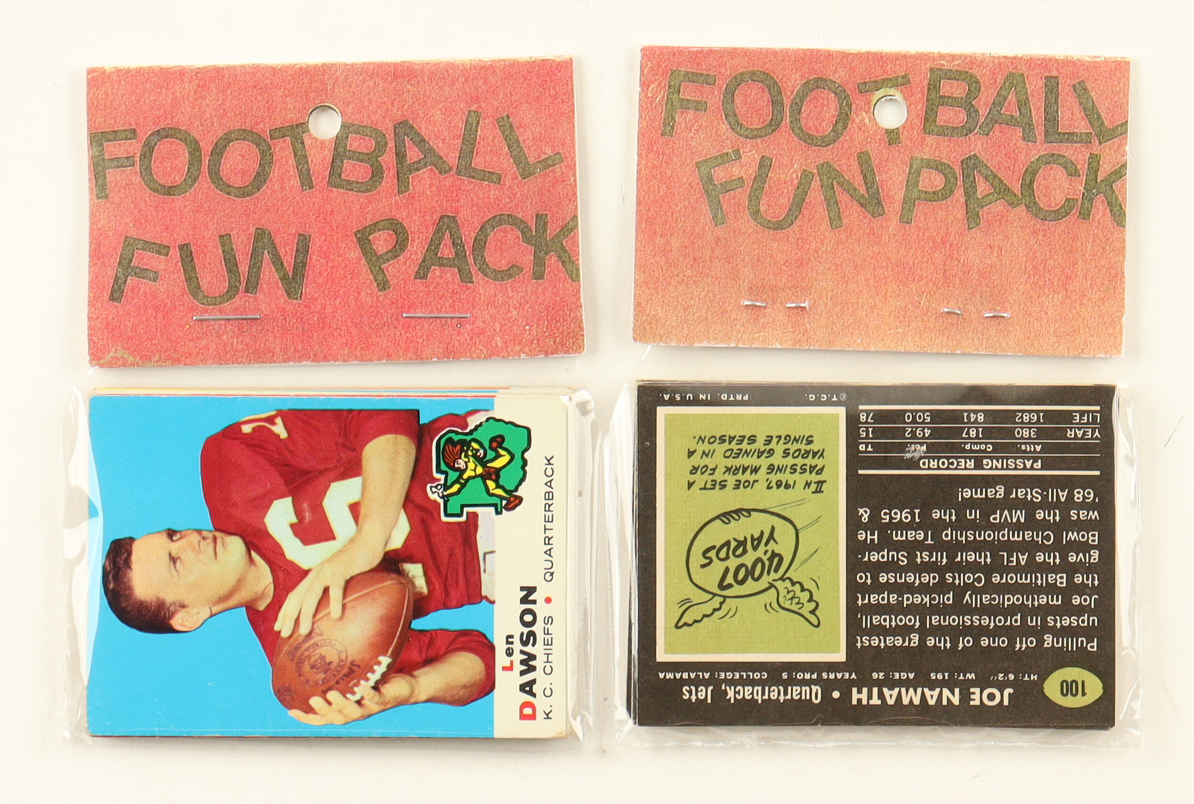 FOOTBALL
FUN PACK
FOOTBALL
FUN PACK
Len
DAWSON
K. C. CHIEFS • QUARTERBACK
100
JOE NAMATH • Quarterback, Jets
HT: 6'2" WT: 195 AGE: 26 YEARS PRO: 5 COLLEGE: ALABAMA
Pulling off one of the greatest
upsets in professional football,
Joe methodically picked-apart
the Baltimore Colts defense to
give the AFL their first Super-
Bowl Championship Team. He
was the MVP in the 1965 &
'68 All-Star game!
PASSING RECORD
Atts. Comp. Per. TD
YEAR 380 187 49.2 15
LIFE 1682 841 50.0 78
4,007
YARDS
IN 1967, JOE SET A
PASSING MARK FOR
YARDS GAINED IN A
SINGLE SEASON.
©T.C.G. PRTD. IN U.S.A.